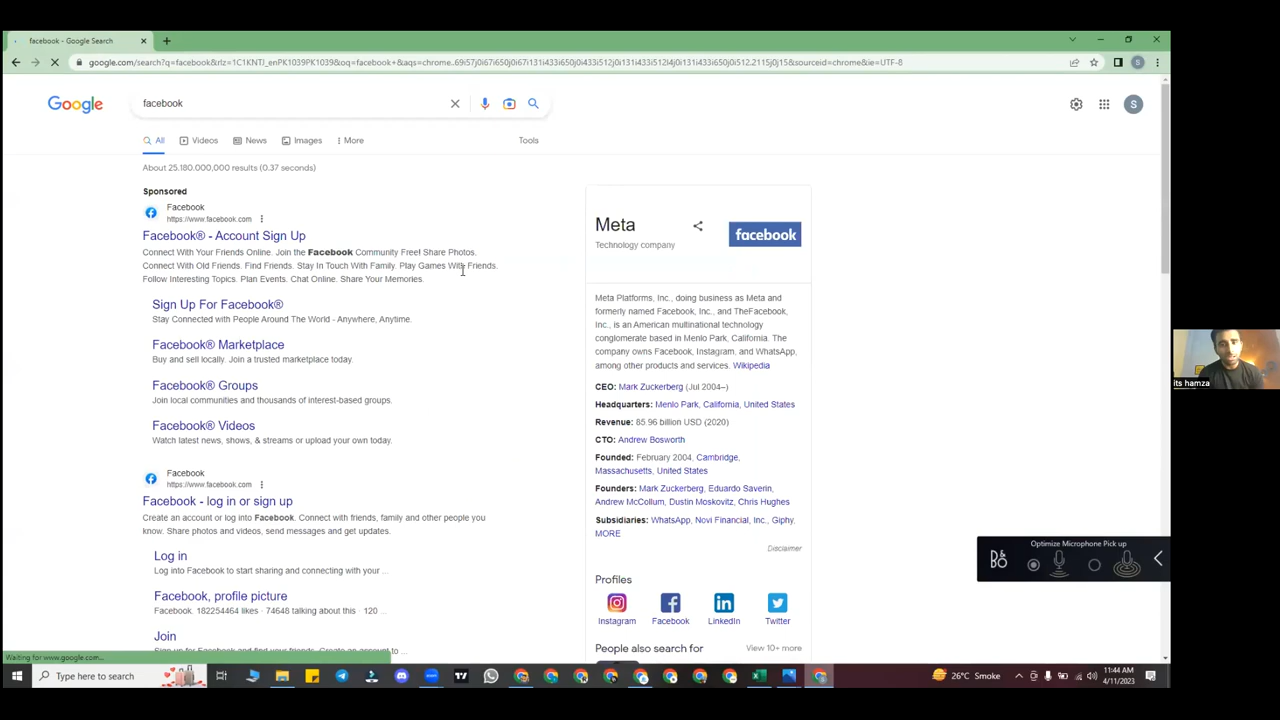 facebook - Google Search
google.com/search?q=facebook&rlz=1C1KNTJ_enPK1039PK1039&oq=facebook+&aqs=chrome..69i57j0i67i650j0i67i131i433i650j0i433i512j0i131i433i512l4j0i131i433i650j0i512.2115j0j15&sourceid=chrome&ie=UTF-8
S
Google
facebook
S
All
Videos
News
Images
More
Tools
About 25,180,000,000 results (0.37 seconds)
Sponsored
Facebook
https://www.facebook.com
Facebook® - Account Sign Up
Connect With Your Friends Online. Join the Facebook Community Free! Share Photos.
Connect With Old Friends. Find Friends. Stay In Touch With Family. Play Games With Friends.
Follow Interesting Topics. Plan Events. Chat Online. Share Your Memories.
Sign Up For Facebook®
Stay Connected with People Around The World - Anywhere, Anytime.
Facebook® Marketplace
Buy and sell locally. Join a trusted marketplace today.
Facebook® Groups
Join local communities and thousands of interest-based groups.
Facebook® Videos
Watch latest news, shows, & streams or upload your own today.
Facebook
https://www.facebook.com
Facebook - log in or sign up
Create an account or log into Facebook. Connect with friends, family and other people you
know. Share photos and videos, send messages and get updates.
Log in
Log into Facebook to start sharing and connecting with your ...
Facebook, profile picture
Facebook. 182254464 likes · 74648 talking about this · 120 ...
Join
Sign up for Facebook and find your friends. Create an account to ...
Waiting for www.google.com...
Meta
Technology company
facebook
Meta Platforms, Inc., doing business as Meta and
formerly named Facebook, Inc., and TheFacebook,
Inc., is an American multinational technology
conglomerate based in Menlo Park, California. The
company owns Facebook, Instagram, and WhatsApp,
among other products and services. Wikipedia
CEO: Mark Zuckerberg (Jul 2004–)
Headquarters: Menlo Park, California, United States
Revenue: 85.96 billion USD (2020)
CTO: Andrew Bosworth
Founded: February 2004, Cambridge,
Massachusetts, United States
Founders: Mark Zuckerberg, Eduardo Saverin,
Andrew McCollum, Dustin Moskovitz, Chris Hughes
Subsidiaries: WhatsApp, Novi Financial, Inc., Giphy,
MORE
Disclaimer
Profiles
Instagram
Facebook
LinkedIn
Twitter
People also search for
View 10+ more
its hamza
B&O
Optimize Microphone Pick up
Type here to search
26°C Smoke
11:44 AM
4/11/2023